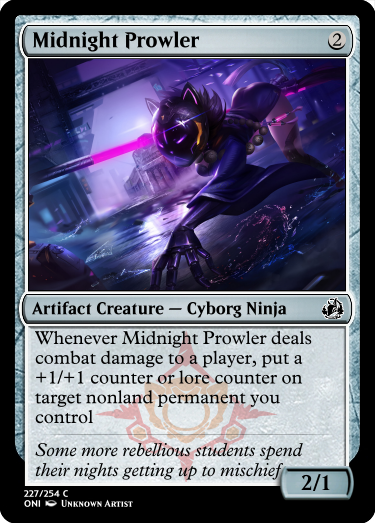 Midnight Prowler 2
Artifact Creature — Cyborg Ninja
Whenever Midnight Prowler deals
combat damage to a player, put a
+1/+1 counter or lore counter on
target nonland permanent you
control
Some more rebellious students spend
their nights getting up to mischief
2/1
227/254 C
ONI Unknown Artist